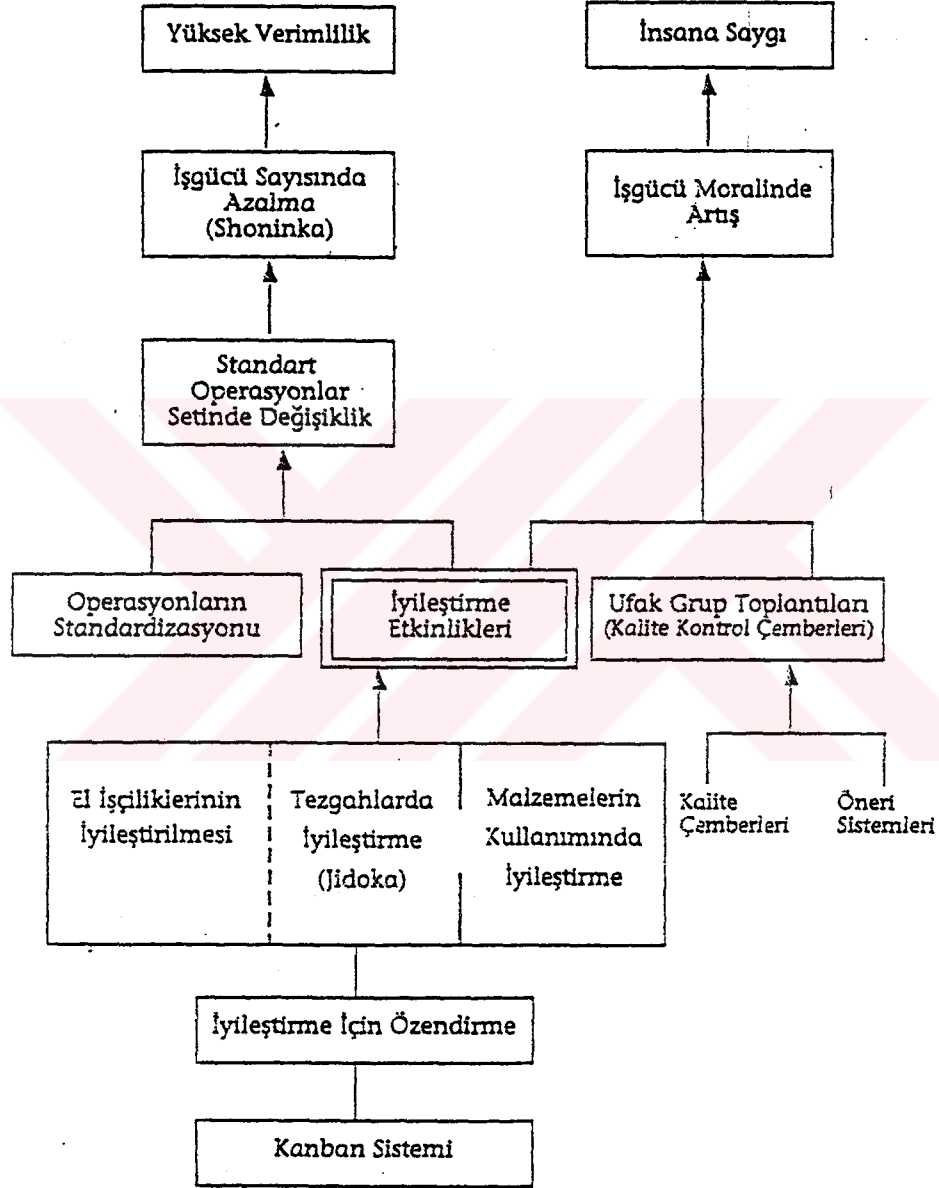 Yüksek Verimlilik
İnsana Saygı
İşgücü Sayısında
Azalma
(Shoninka)
İşgücü Moralinde
Artış
Standart
Operasyonlar
Setinde Değişiklik
Operasyonların
Standardizasyonu
İyileştirme
Etkinlikleri
Ufak Grup Toplantıları
(Kalite Kontrol Çemberleri)
El İşçiliklerinin
İyileştirilmesi
Tezgahlarda
İyileştirme
(Jidoka)
Malzemelerin
Kullanımında
İyileştirme
Kalite
Çemberleri
Öneri
Sistemleri
İyileştirme İçin Özendirme
Kanban Sistemi